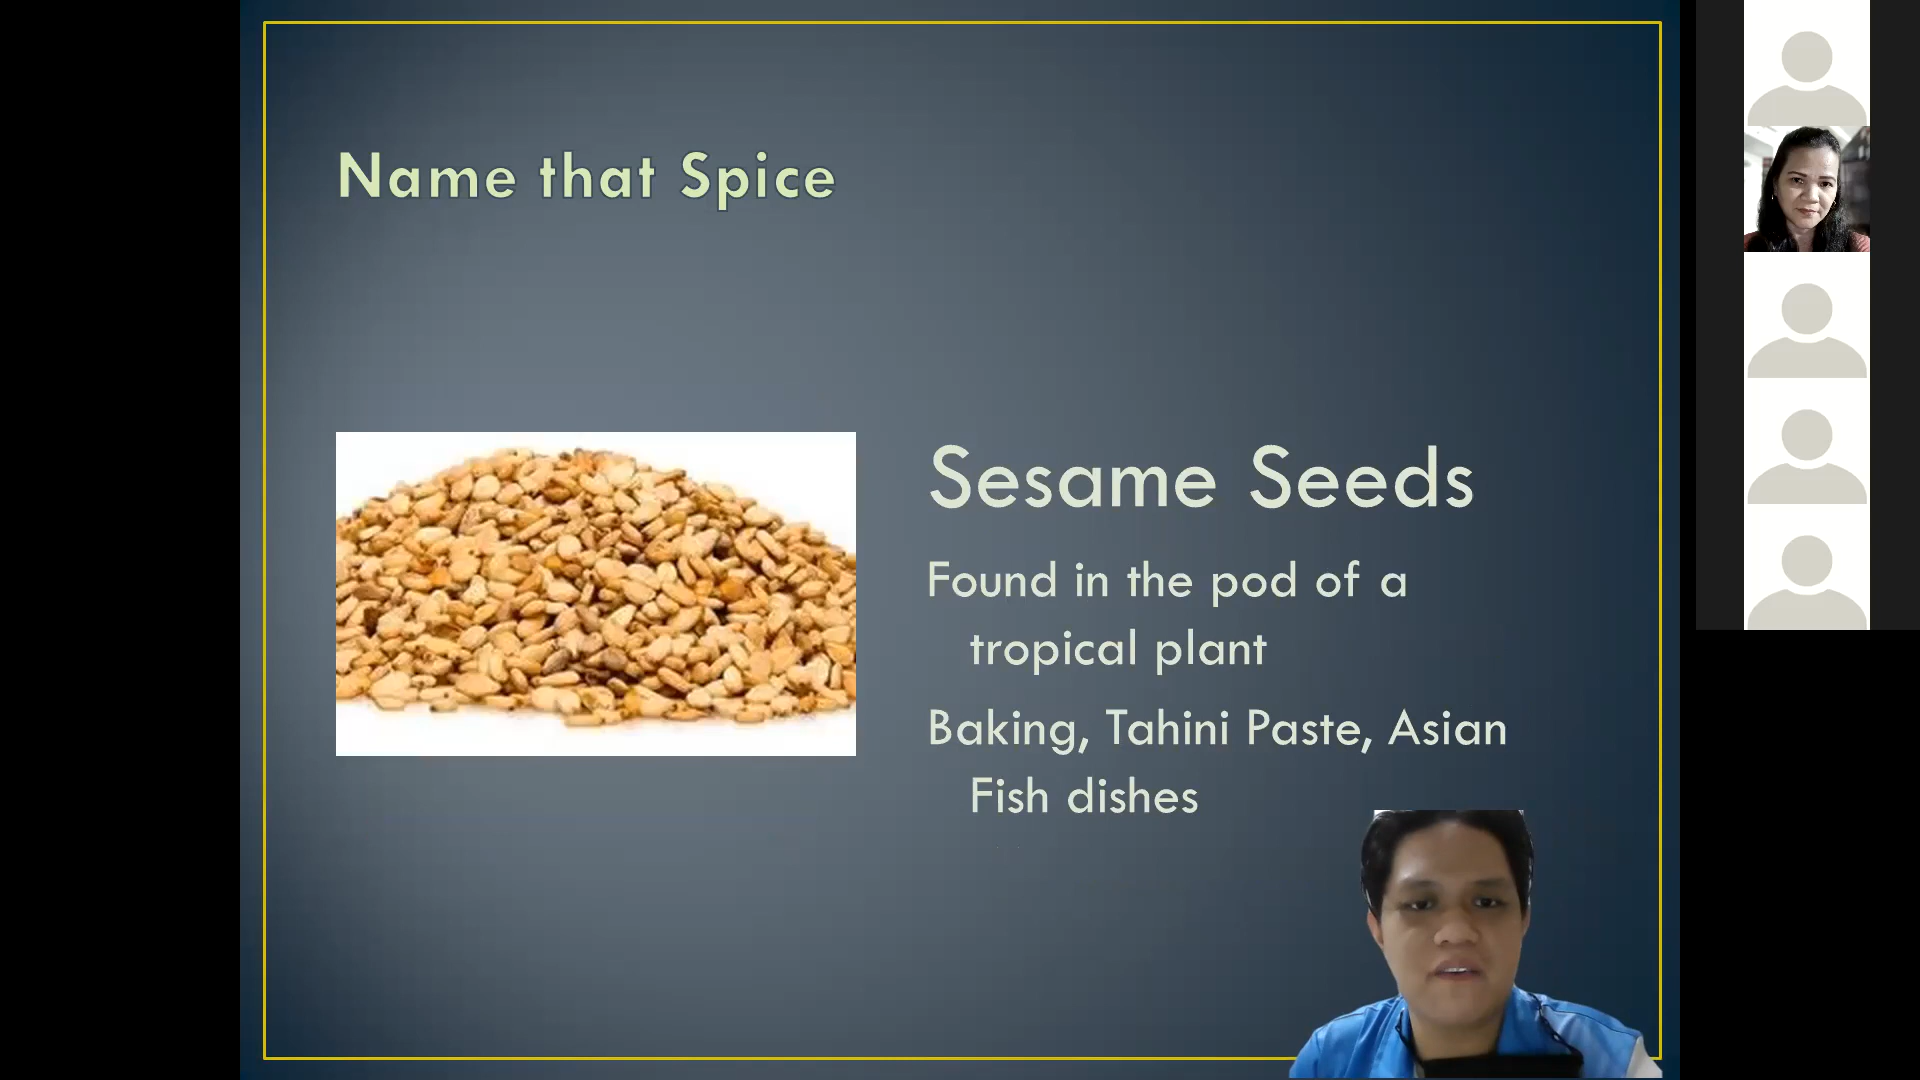 Name that Spice
Sesame Seeds
Found in the pod of a
tropical plant
Baking, Tahini Paste, Asian
Fish dishes